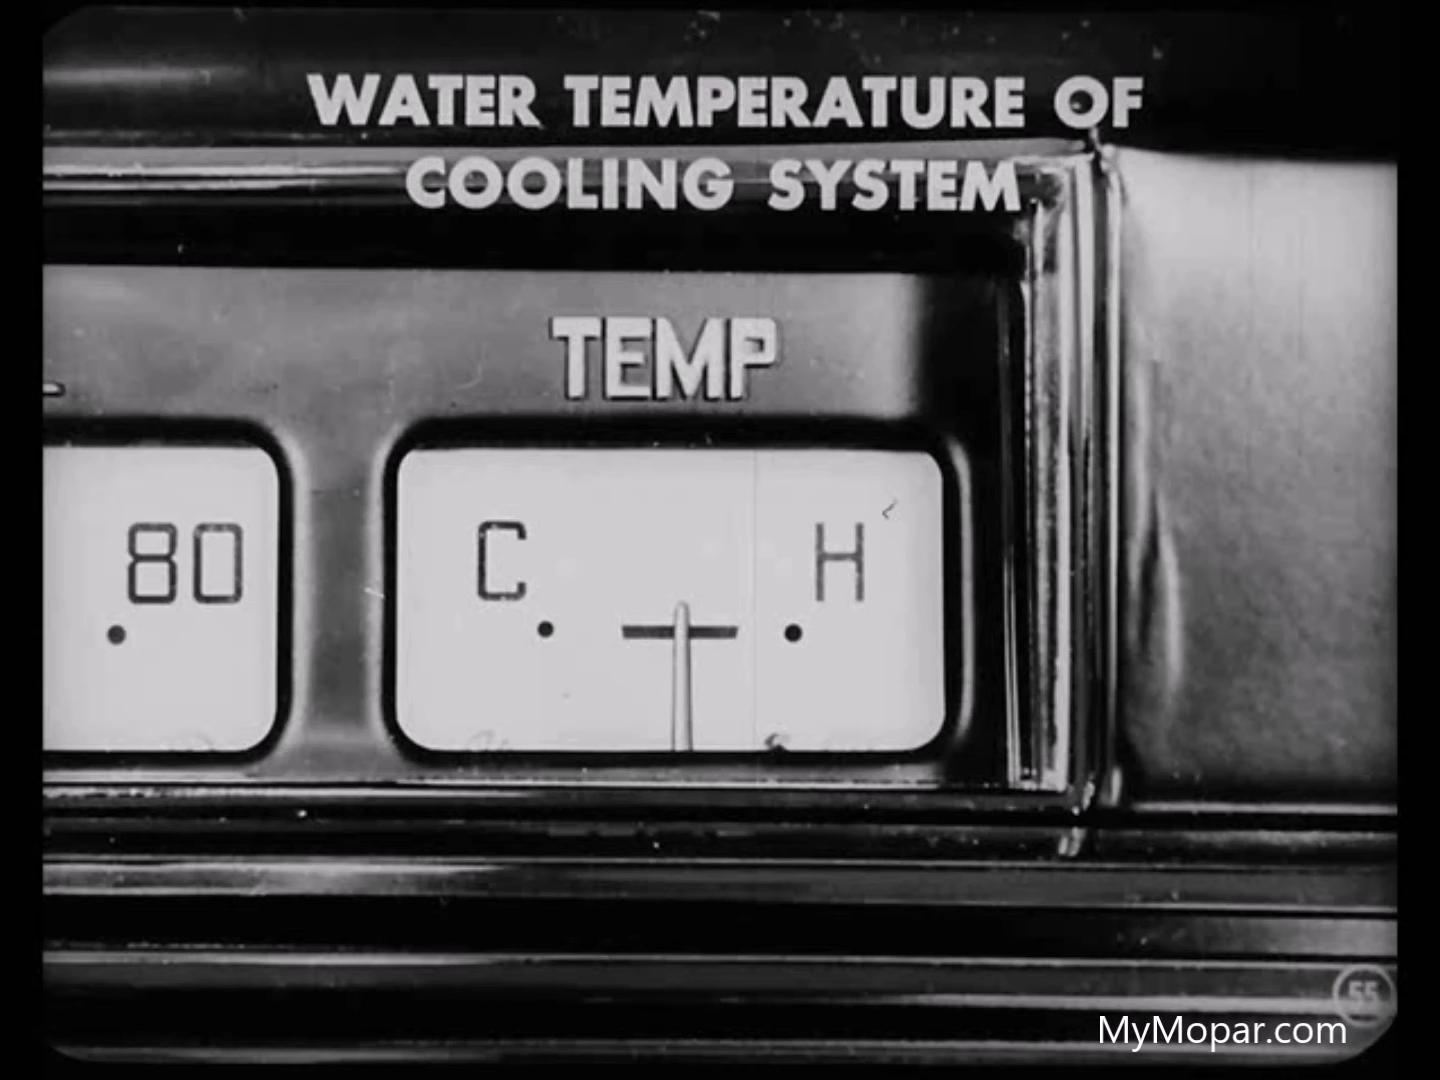 WATER TEMPERATURE OF
COOLING SYSTEM
TEMP
80
C H
55
MyMopar.com